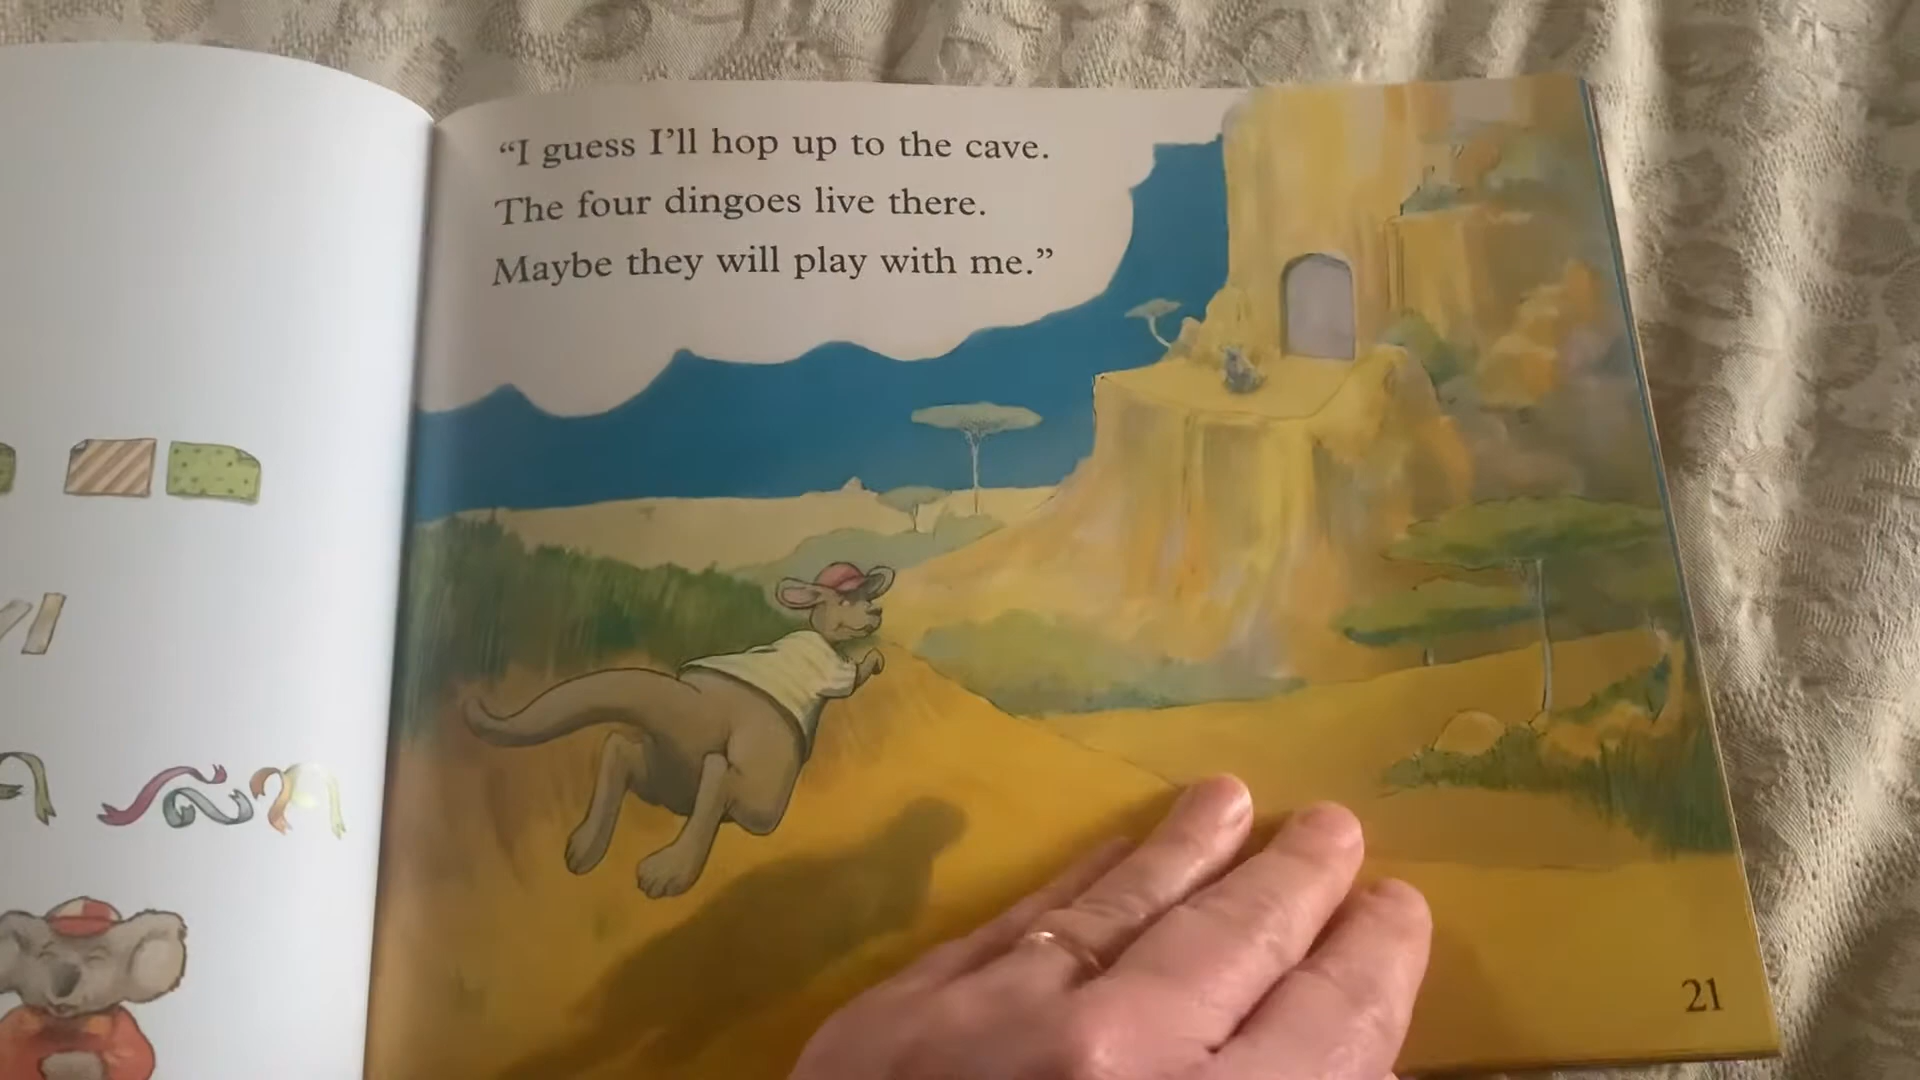 “I guess I’ll hop up to the cave.
The four dingoes live there.
Maybe they will play with me.”
21